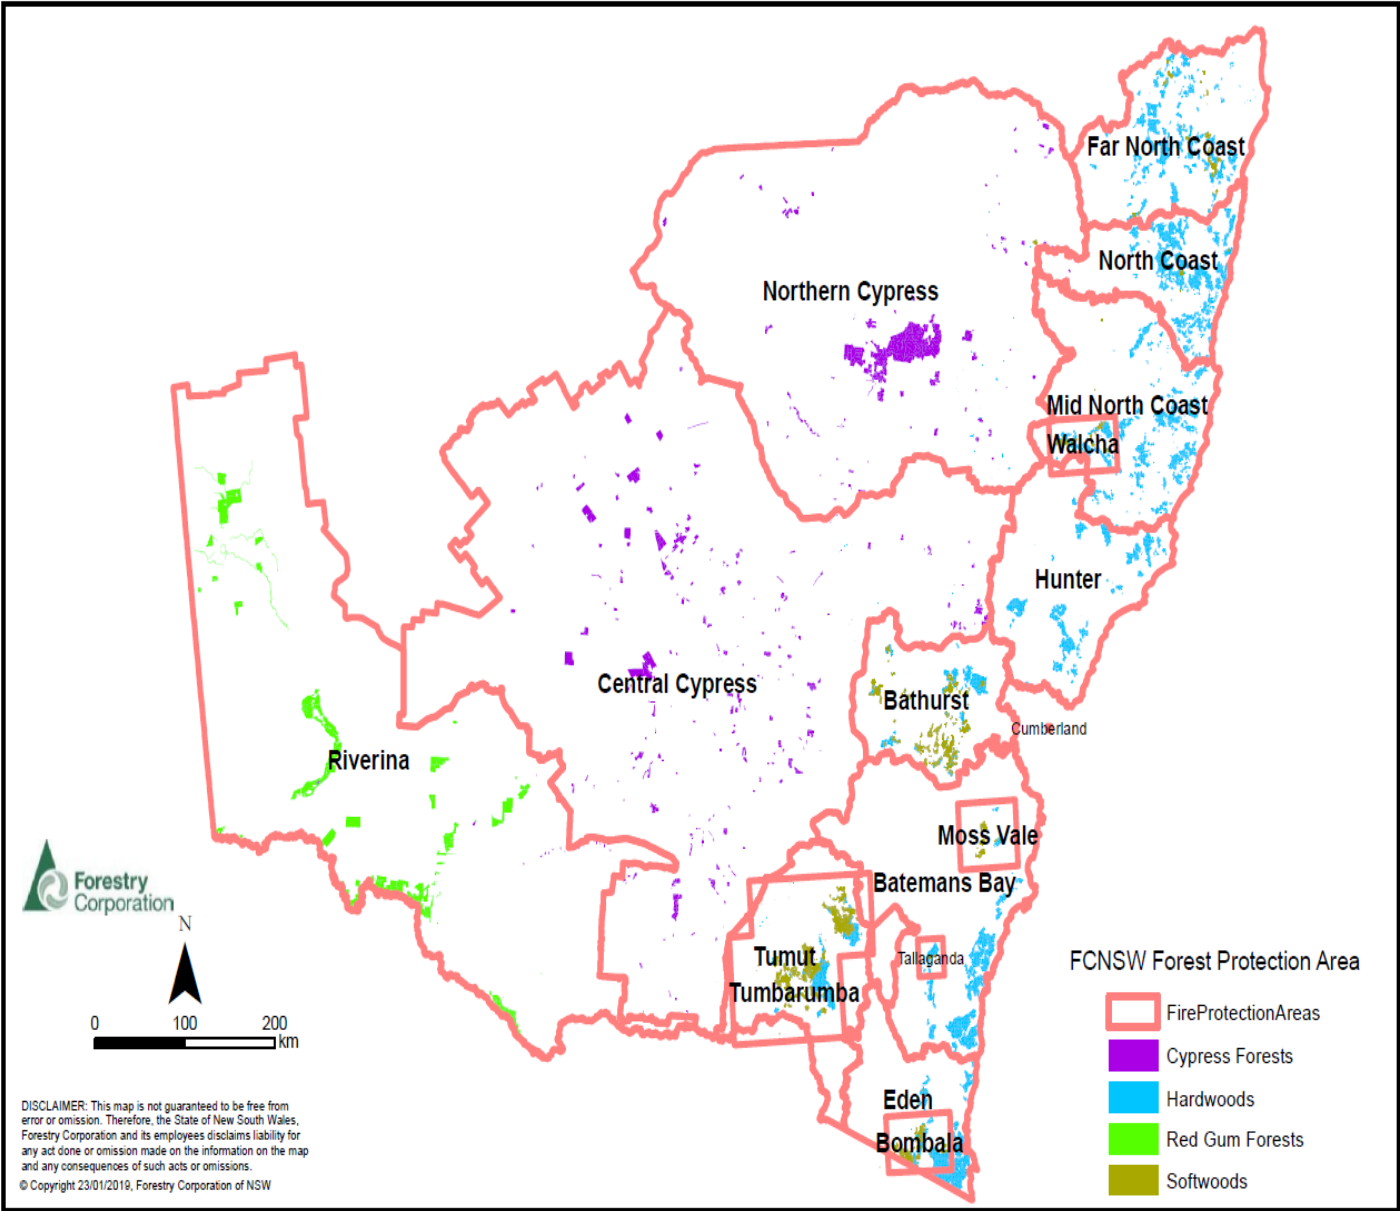 Far North Coast
North Coast
Northern Cypress
Mid North Coast
Walcha
Hunter
Central Cypress
Bathurst
Cumberland
Riverina
Moss Vale
Batemans Bay
Tallaganda
Tumut
Tumbarumba
Eden
Bombala
Forestry
Corporation
N
0 100 200
km
DISCLAIMER: This map is not guaranteed to be free from
error or omission. Therefore, the State of New South Wales,
Forestry Corporation and its employees disclaims liability for
any act done or omission made on the information on the map
and any consequences of such acts or omissions.
© Copyright 23/01/2019, Forestry Corporation of NSW
FCNSW Forest Protection Area
FireProtectionAreas
Cypress Forests
Hardwoods
Red Gum Forests
Softwoods